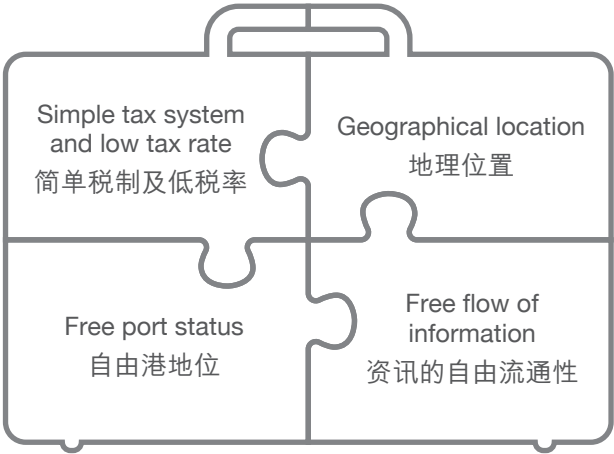 Simple tax system
and low tax rate
简单税制及低税率
Geographical location
地理位置
Free port status
自由港地位
Free flow of
information
资讯的自由流通性